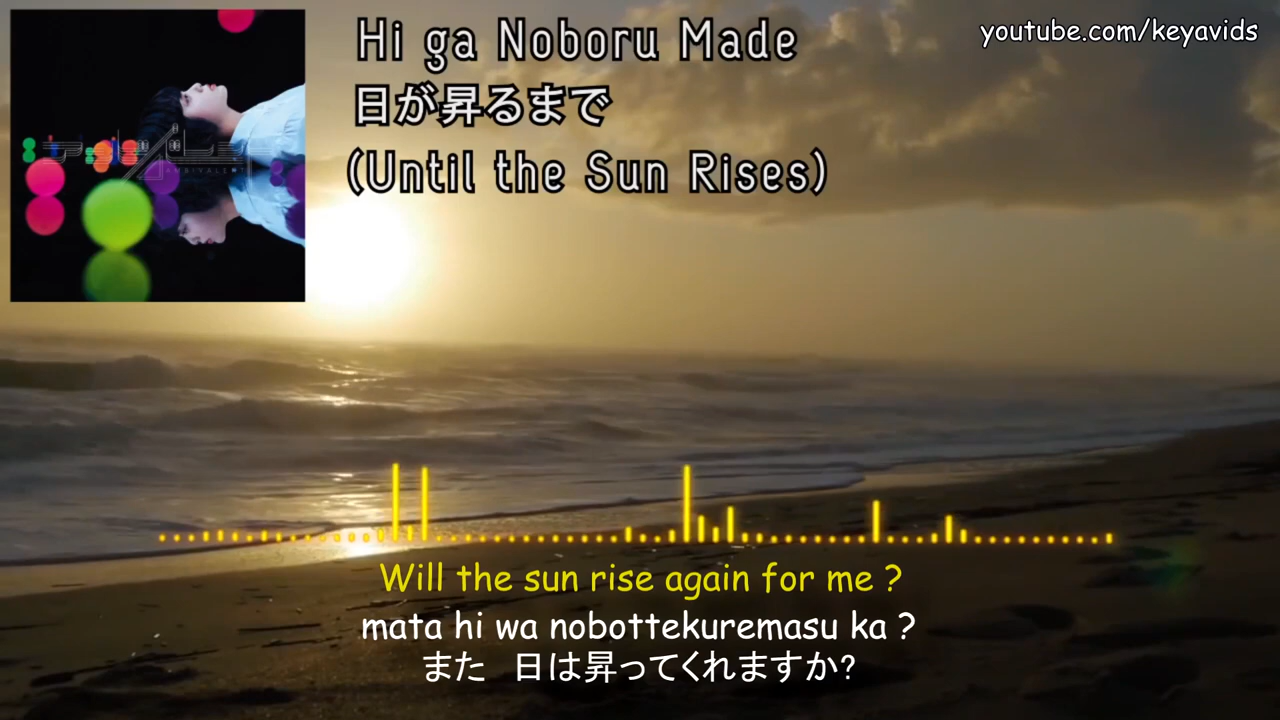 Hi ga Noboru Made
youtube.com/keyavids
日が昇るまで
(Until the Sun Rises)
AMBIVALENT
Will the sun rise again for me ?
mata hi wa nobottekuremasu ka ?
また 日は昇ってくれますか?